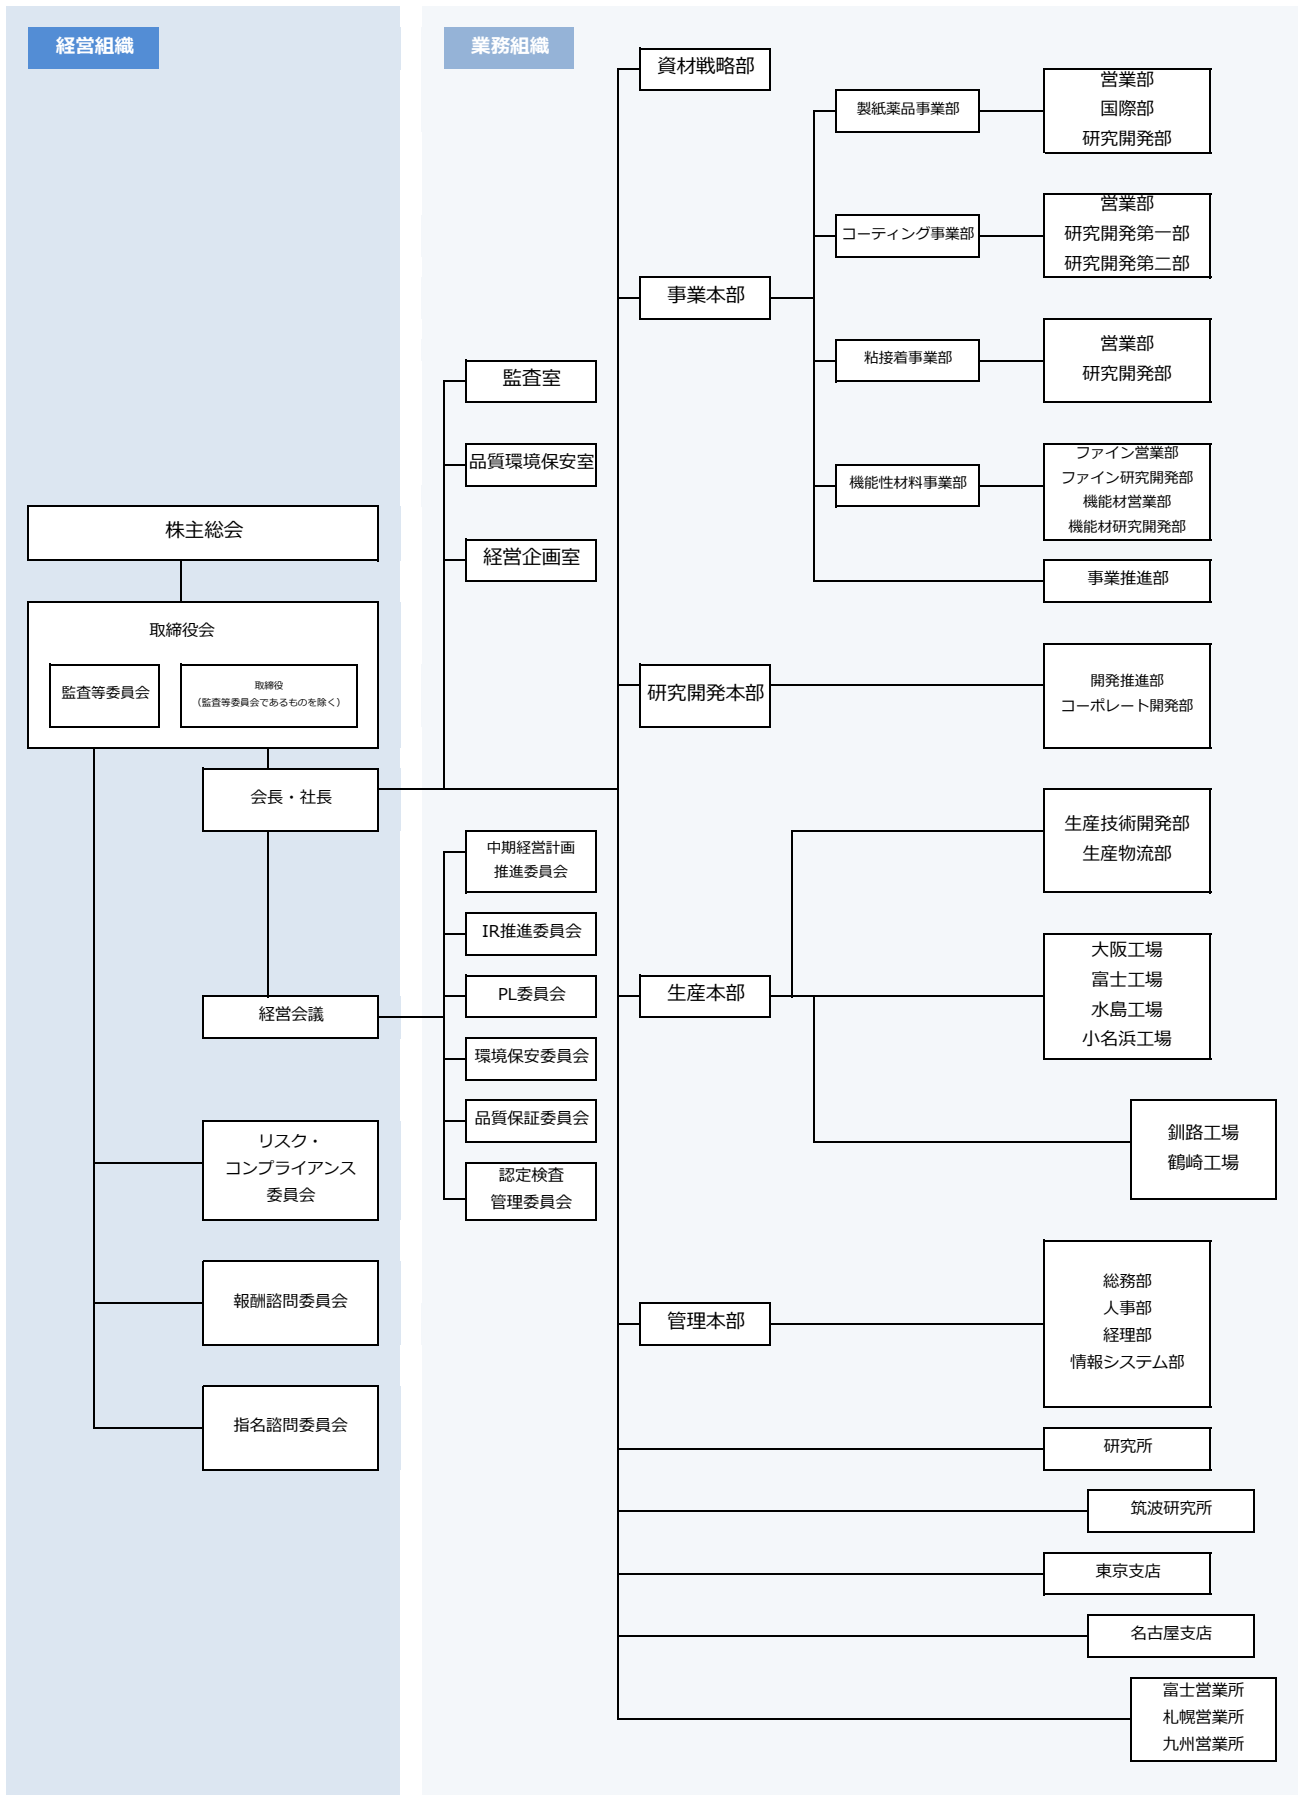 経営組織
株主総会
取締役会
監査等委員会
取締役
（監査等委員会であるものを除く）
会長・社長
経営会議
リスク・
コンプライアンス
委員会
報酬諮問委員会
指名諮問委員会
業務組織
監査室
品質環境保安室
経営企画室
中期経営計画
推進委員会
IR推進委員会
PL委員会
環境保安委員会
品質保証委員会
認定検査
管理委員会
資材戦略部
事業本部
製紙薬品事業部
営業部
国際部
研究開発部
コーティング事業部
営業部
研究開発第一部
研究開発第二部
粘接着事業部
営業部
研究開発部
機能性材料事業部
ファイン営業部
ファイン研究開発部
機能材営業部
機能材研究開発部
事業推進部
研究開発本部
開発推進部
コーポレート開発部
生産本部
生産技術開発部
生産物流部
大阪工場
富士工場
水島工場
小名浜工場
釧路工場
鶴崎工場
管理本部
総務部
人事部
経理部
情報システム部
研究所
筑波研究所
東京支店
名古屋支店
富士営業所
札幌営業所
九州営業所